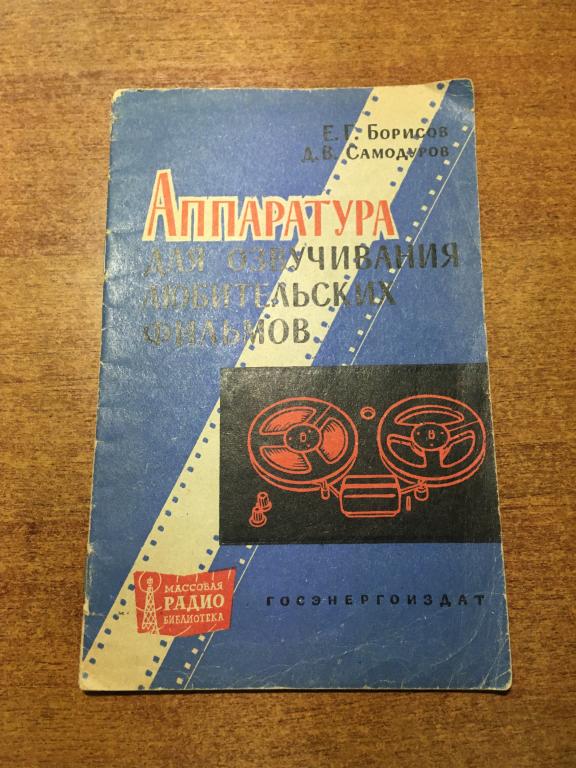 Е. Г. Борисов
Д. В. Самодуров
Аппаратура
для озвучивания
любительских
фильмов
МАССОВАЯ
РАДИО
БИБЛИОТЕКА
ГОСЭНЕРГОИЗДАТ